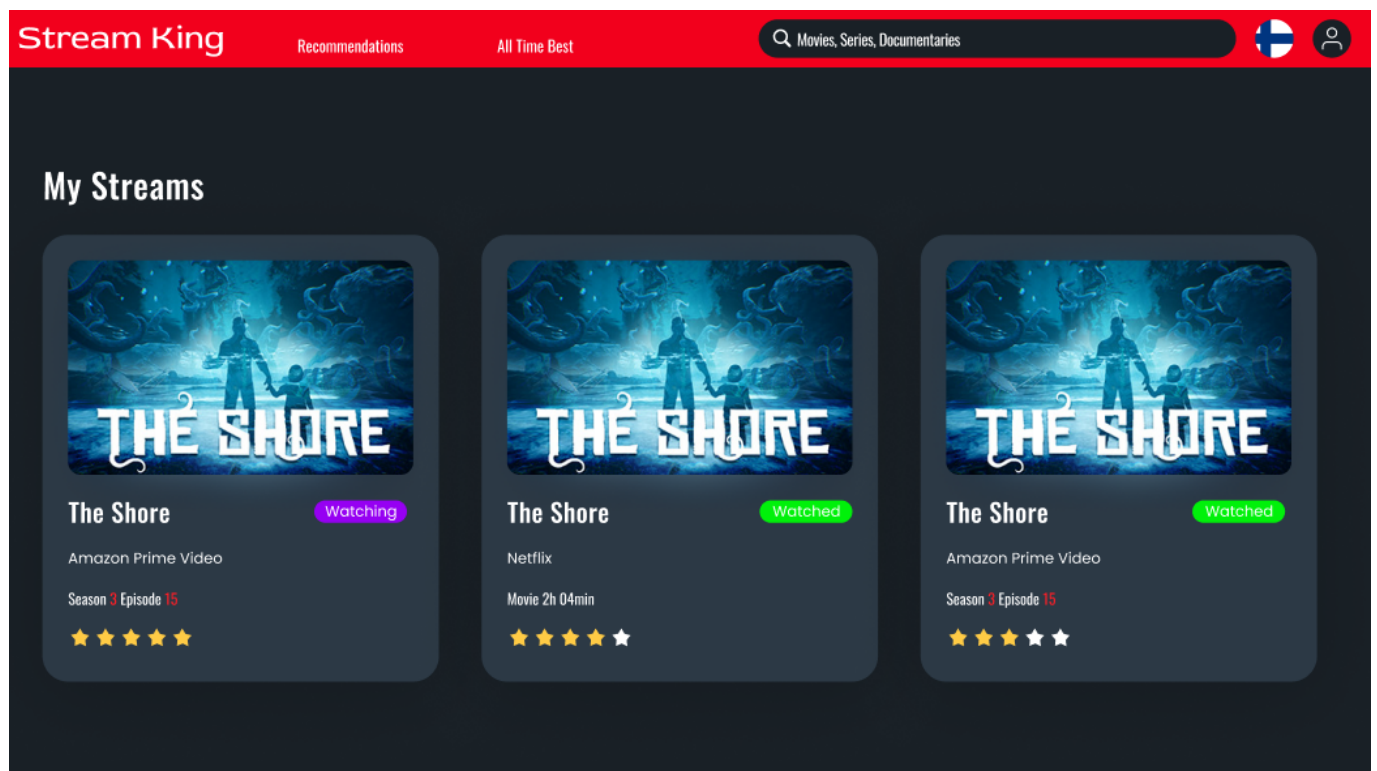 Stream King
Recommendations
All Time Best
Movies, Series, Documentaries
My Streams
THE SHORE
The Shore
Watching
Amazon Prime Video
Season 3 Episode 15
THE SHORE
The Shore
Watched
Netflix
Movie 2h 04min
THE SHORE
The Shore
Watched
Amazon Prime Video
Season 3 Episode 15